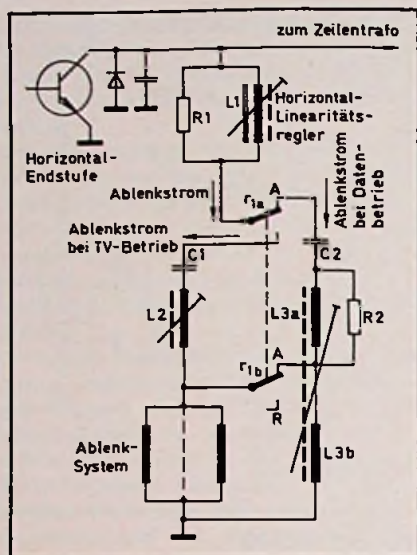 zum Zeilentrafo
R1
L1
Horizontal-
Linearitäts-
regler
Horizontal-
Endstufe
Ablenkstrom
r1a
A
Ablenkstrom
bei Daten-
betrieb
Ablenkstrom
bei TV-Betrieb
C1
C2
L2
L3a
R2
r1b
A
R
Ablenk-
System
L3b